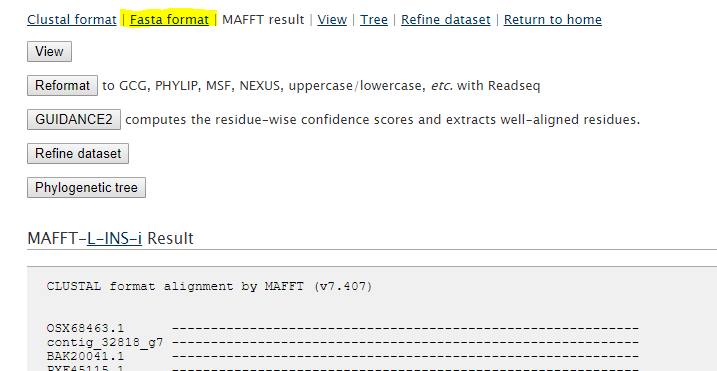 Clustal format | Fasta format | MAFFT result | View | Tree | Refine dataset | Return to home
View
Reformat to GCG, PHYLIP, MSF, NEXUS, uppercase/lowercase, etc. with Readseq
GUIDANCE2 computes the residue-wise confidence scores and extracts well-aligned residues.
Refine dataset
Phylogenetic tree
MAFFT-L-INS-i Result
CLUSTAL format alignment by MAFFT (v7.407)
OSX68463.1 ------------------------------------------------------------
contig_32818_g7 ------------------------------------------------------------
BAK20041.1 ------------------------------------------------------------